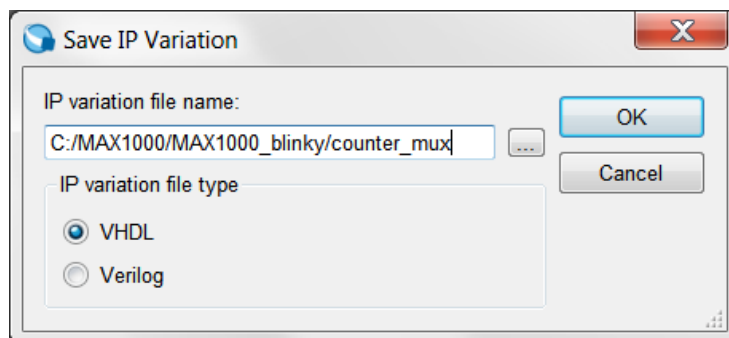 Save IP Variation
IP variation file name:
C:/MAX1000/MAX1000_blinky/counter_mux
...
OK
Cancel
IP variation file type
VHDL
Verilog